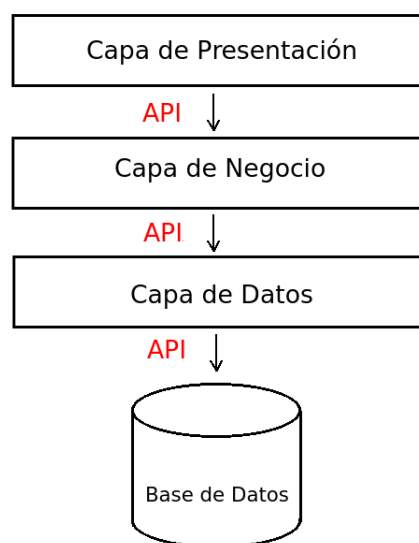 Capa de Presentación
API
Capa de Negocio
API
Capa de Datos
API
Base de Datos